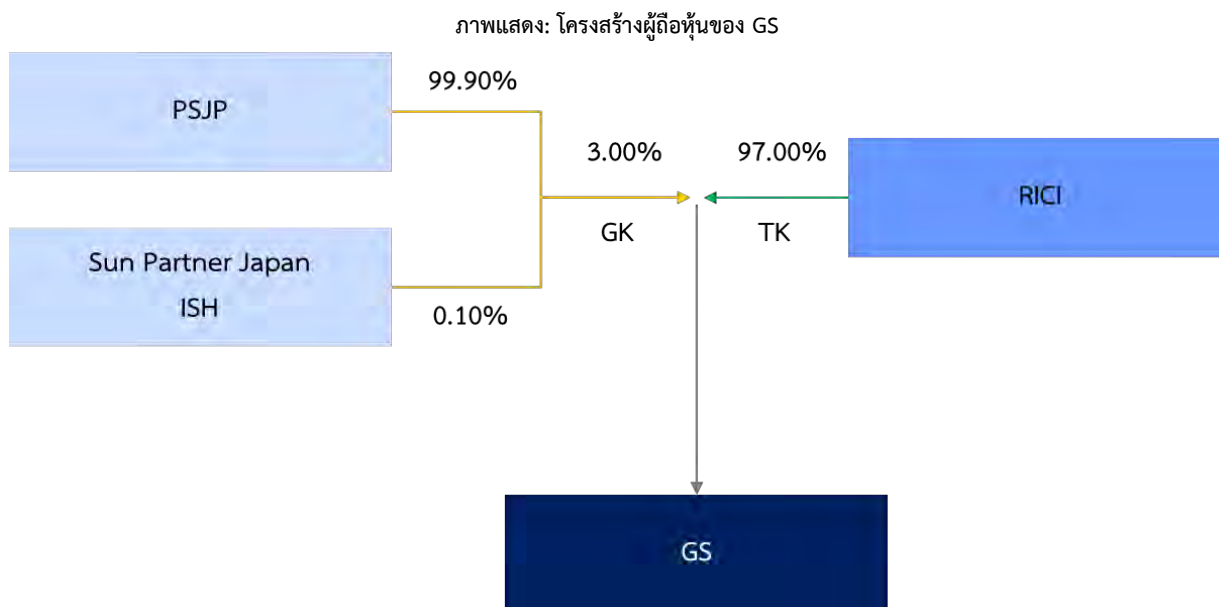 ภาพแสดง: โครงสร้างผู้ถือหุ้นของ GS
PSJP
99.90%
3.00%
97.00%
RICI
GK
TK
Sun Partner Japan
ISH
0.10%
GS